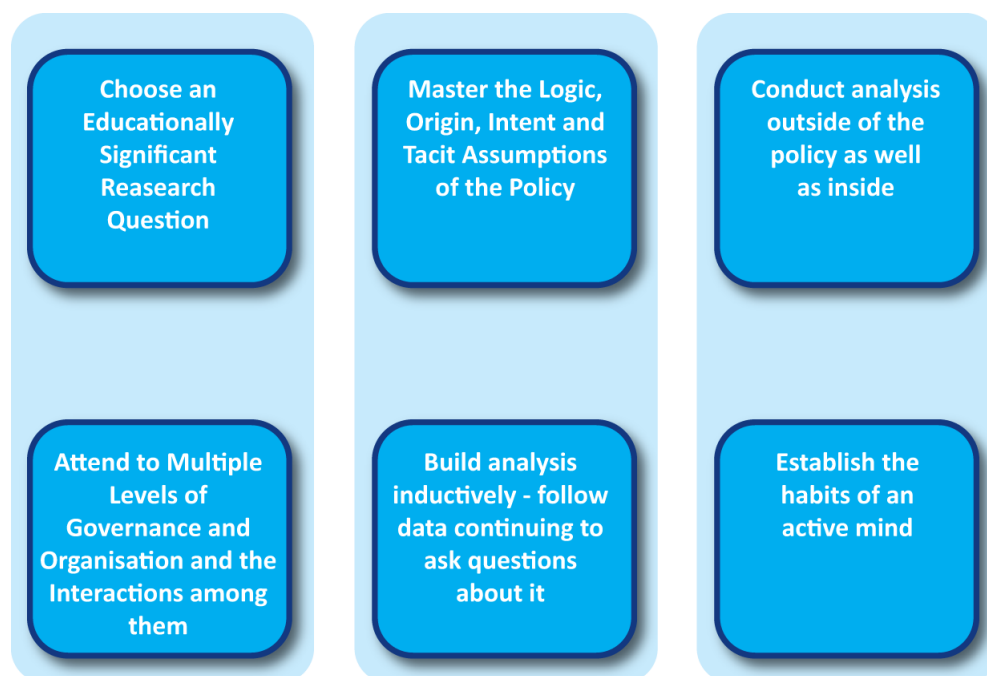 Choose an
Educationally
Significant
Reasearch
Question
Master the Logic,
Origin, Intent and
Tacit Assumptions
of the Policy
Conduct analysis
outside of the
policy as well
as inside
Attend to Multiple
Levels of
Governance and
Organisation and the
Interactions among
them
Build analysis
inductively - follow
data continuing to
ask questions
about it
Establish the
habits of an
active mind